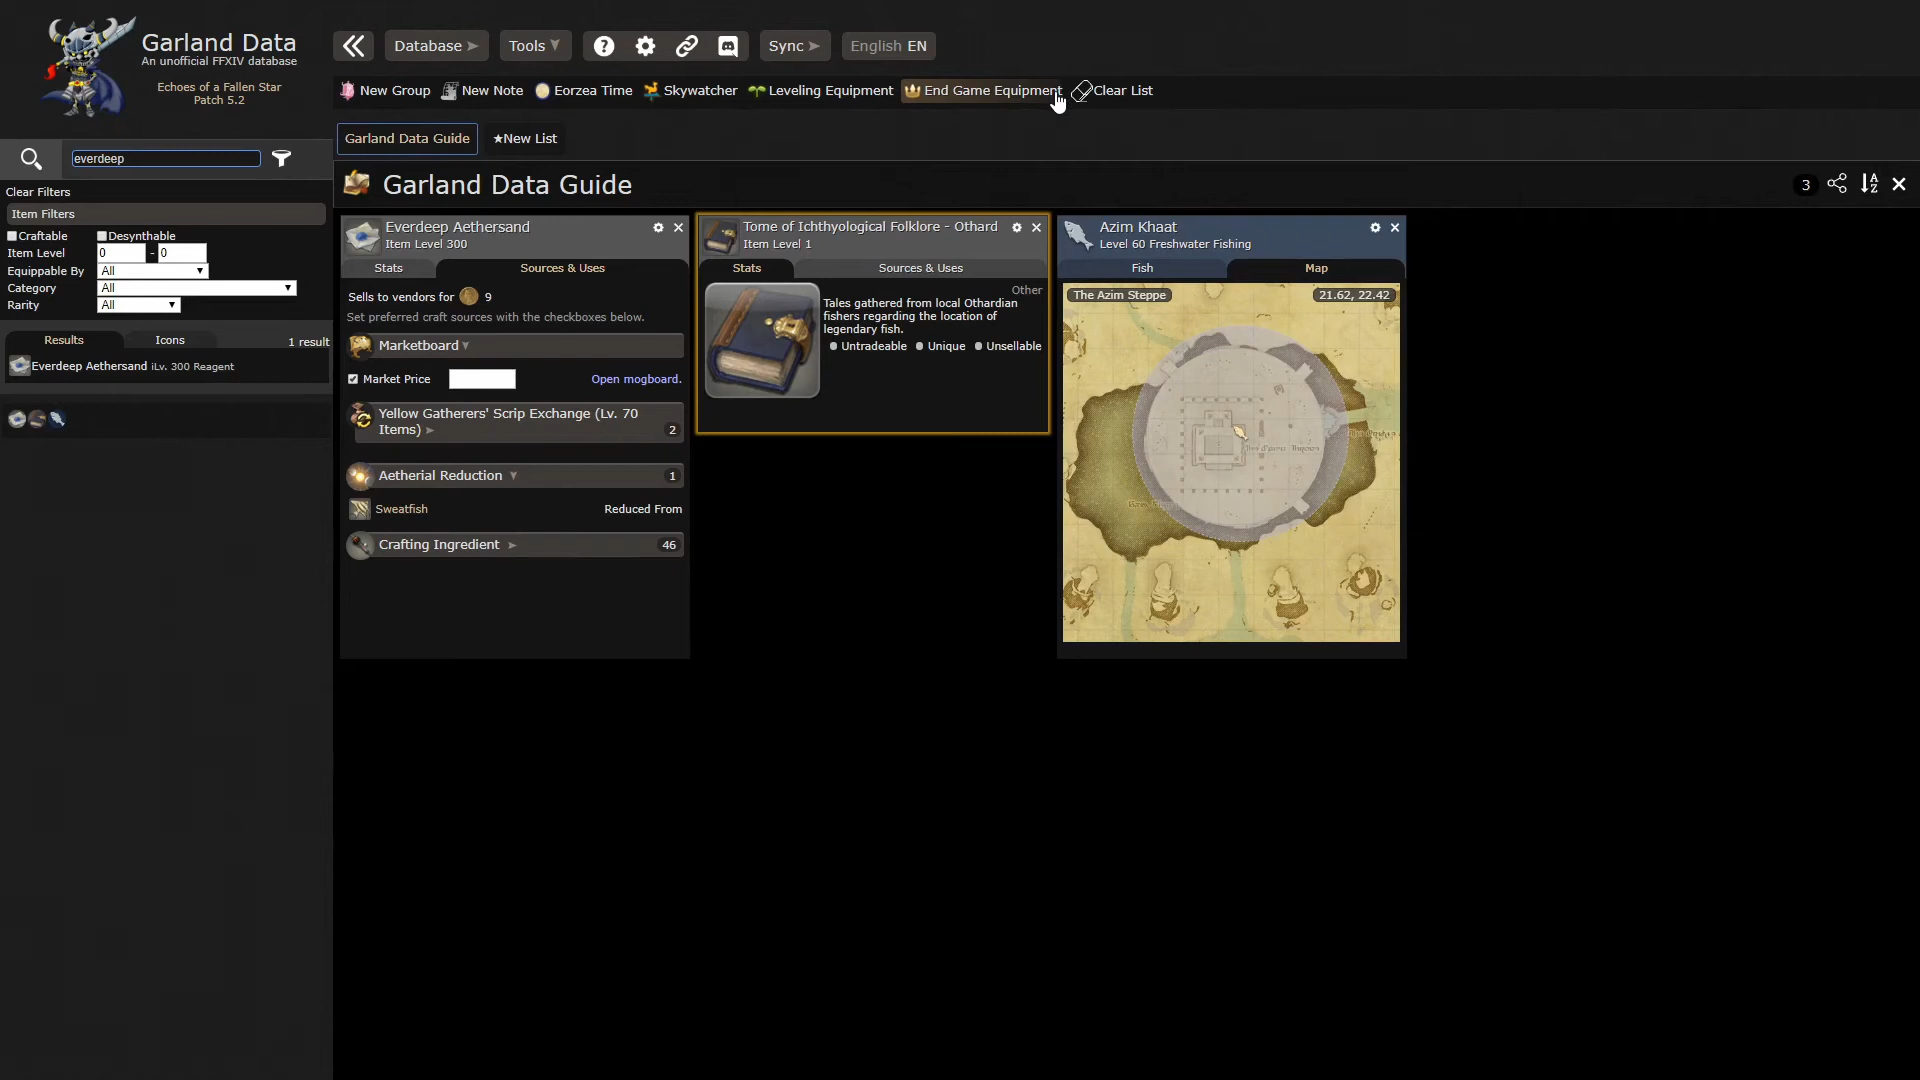 Garland Data
An unofficial FFXIV database
Echoes of a Fallen Star
Patch 5.2
Database
Tools
Sync
English EN
New Group
New Note
Eorzea Time
Skywatcher
Leveling Equipment
End Game Equipment
Clear List
everdeep
Garland Data Guide
★New List
Clear Filters
Item Filters
Craftable
Desynthable
Item Level
0 - 0
Equippable By
All
Category
All
Rarity
All
Results
Icons
1 result
Everdeep Aethersand iLv. 300 Reagent
Garland Data Guide
3
Everdeep Aethersand
Item Level 300
Stats
Sources & Uses
Sells to vendors for 9
Set preferred craft sources with the checkboxes below.
Marketboard
Market Price
Open mogboard.
Yellow Gatherers' Scrip Exchange (Lv. 70
Items)
2
Aetherial Reduction
1
Sweatfish
Reduced From
Crafting Ingredient
46
Tome of Ichthyological Folklore - Othard
Item Level 1
Stats
Sources & Uses
Other
Tales gathered from local Othardian
fishers regarding the location of
legendary fish.
Untradeable
Unique
Unsellable
Azim Khaat
Level 60 Freshwater Fishing
Fish
Map
The Azim Steppe
21.62, 22.42